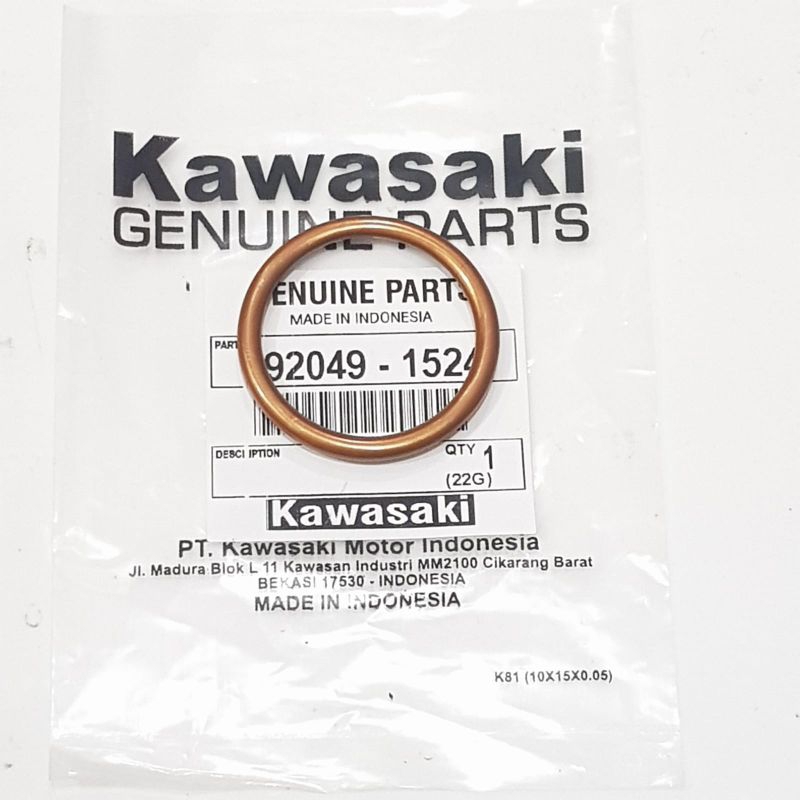 Kawasaki
GENUINE PARTS
ENUINE PARTS
MADE IN INDONESIA
PART
92049 - 1524
DESCRIPTION
QTY 1
(22G)
Kawasaki
PT. Kawasaki Motor Indonesia
Jl. Madura Blok L 11 Kawasan Industri MM2100 Cikarang Barat
BEKASI 17530 - INDONESIA
MADE IN INDONESIA
K81 (10X15X0.05)